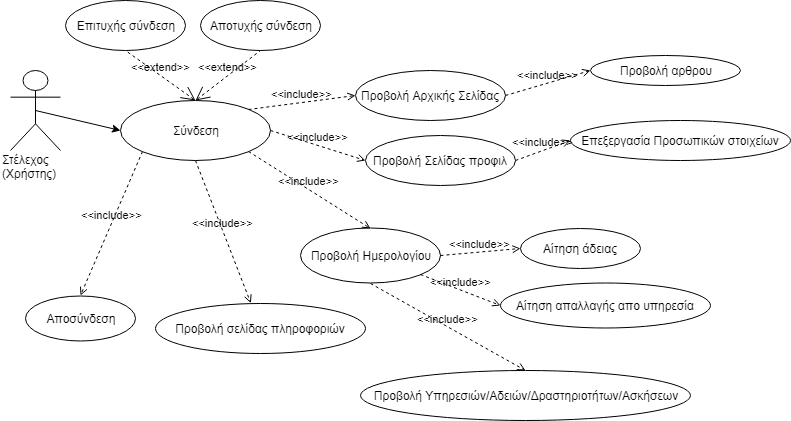 Επιτυχής σύνδεση
Αποτυχής σύνδεση
<<extend>>
<<extend>>
Στέλεχος
(Χρήστης)
Σύνδεση
<<include>>
Προβολή Αρχικής Σελίδας
<<include>>
Προβολή αρθρου
<<include>>
Προβολή Σελίδας προφιλ
<<include>>
Επεξεργασία Προσωπικών στοιχείων
<<include>>
Προβολή Ημερολογίου
<<include>>
Αίτηση άδειας
<<include>>
Αίτηση απαλλαγής απο υπηρεσία
<<include>>
Προβολή Υπηρεσιών/Αδειών/Δραστηριοτήτων/Ασκήσεων
<<include>>
Αποσύνδεση
<<include>>
Προβολή σελίδας πληροφοριών